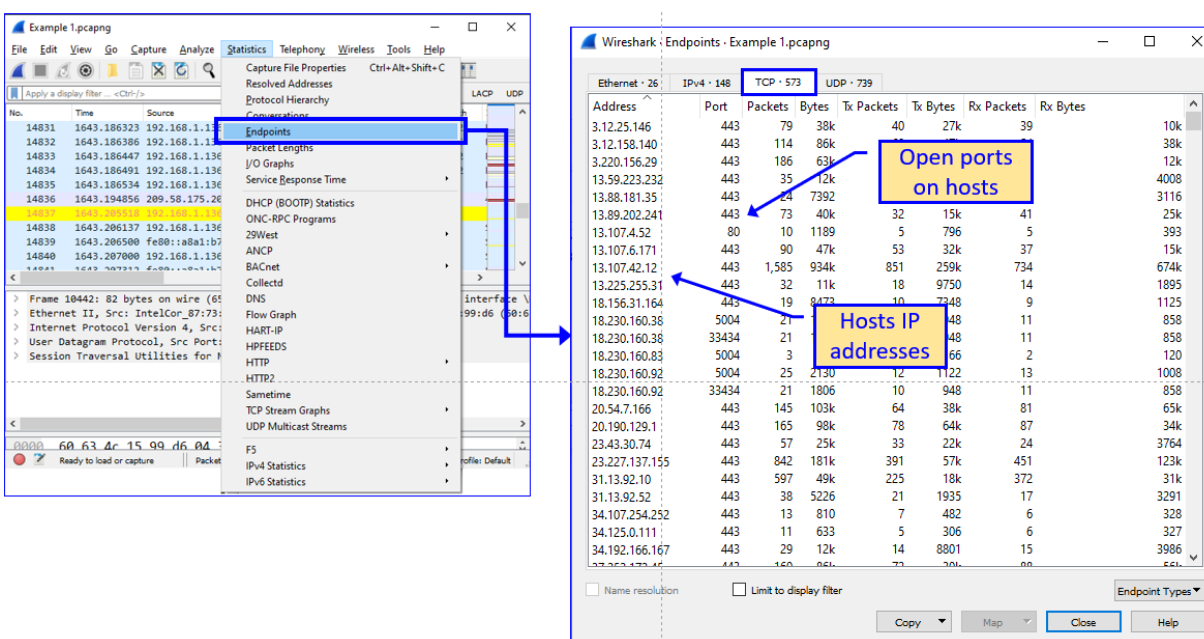 Example 1.pcapng
File Edit View Go Capture Analyze Statistics Telephony Wireless Tools Help
Apply a display filter ... <Ctrl-/>
LACP UDP
No. Time Source
14831 1643.186323 192.168.1.136
14832 1643.186386 192.168.1.136
14833 1643.186447 192.168.1.136
14834 1643.186491 192.168.1.136
14835 1643.186534 192.168.1.136
14836 1643.194856 209.58.175.20
14837 1643.205518 192.168.1.136
14838 1643.206137 192.168.1.136
14839 1643.206500 fe80::a8a1:b7
14840 1643.207000 192.168.1.136
Frame 10442: 82 bytes on wire (65
interface \
Ethernet II, Src: IntelCor_87:73:
:99:d6 (60:6
Internet Protocol Version 4, Src:
User Datagram Protocol, Src Port:
Session Traversal Utilities for N
0000 60 63 4c 15 99 d6 04
Ready to load or capture
Packet
rofile: Default
Capture File Properties Ctrl+Alt+Shift+C
Resolved Addresses
Protocol Hierarchy
Conversations
Endpoints
Packet Lengths
I/O Graphs
Service Response Time
DHCP (BOOTP) Statistics
ONC-RPC Programs
29West
ANCP
BACnet
Collectd
DNS
Flow Graph
HART-IP
HPFEEDS
HTTP
HTTP2
Sametime
TCP Stream Graphs
UDP Multicast Streams
F5
IPv4 Statistics
IPv6 Statistics
Wireshark · Endpoints · Example 1.pcapng
Ethernet · 26 IPv4 · 148 TCP · 573 UDP · 739
Address Port Packets Bytes Tx Packets Tx Bytes Rx Packets Rx Bytes
3.12.25.146 443 79 38k 40 27k 39 10k
3.12.158.140 443 114 86k 38k
3.220.156.29 443 186 63k 12k
13.59.223.232 443 35 12k 4008
13.88.181.35 443 24 7392 3116
13.89.202.241 443 73 40k 32 15k 41 25k
13.107.4.52 80 10 1189 5 796 5 393
13.107.6.171 443 90 47k 53 32k 37 15k
13.107.42.12 443 1,585 934k 851 259k 734 674k
13.225.255.31 443 32 11k 18 9750 14 1895
18.156.31.164 443 19 8473 10 7348 9 1125
18.230.160.38 5004 21 48 11 858
18.230.160.38 33434 21 48 11 858
18.230.160.83 5004 3 66 2 120
18.230.160.92 5004 25 2130 12 1122 13 1008
18.230.160.92 33434 21 1806 10 948 11 858
20.54.7.166 443 145 103k 64 38k 81 65k
20.190.129.1 443 165 98k 78 64k 87 34k
23.43.30.74 443 57 25k 33 22k 24 3764
23.227.137.155 443 842 181k 391 57k 451 123k
31.13.92.10 443 597 49k 225 18k 372 31k
31.13.92.52 443 38 5226 21 1935 17 3291
34.107.254.252 443 13 810 7 482 6 328
34.125.0.111 443 11 633 5 306 6 327
34.192.166.167 443 29 12k 14 8801 15 3986
Open ports
on hosts
Hosts IP
addresses
Name resolution Limit to display filter Endpoint Types
Copy Map Close Help